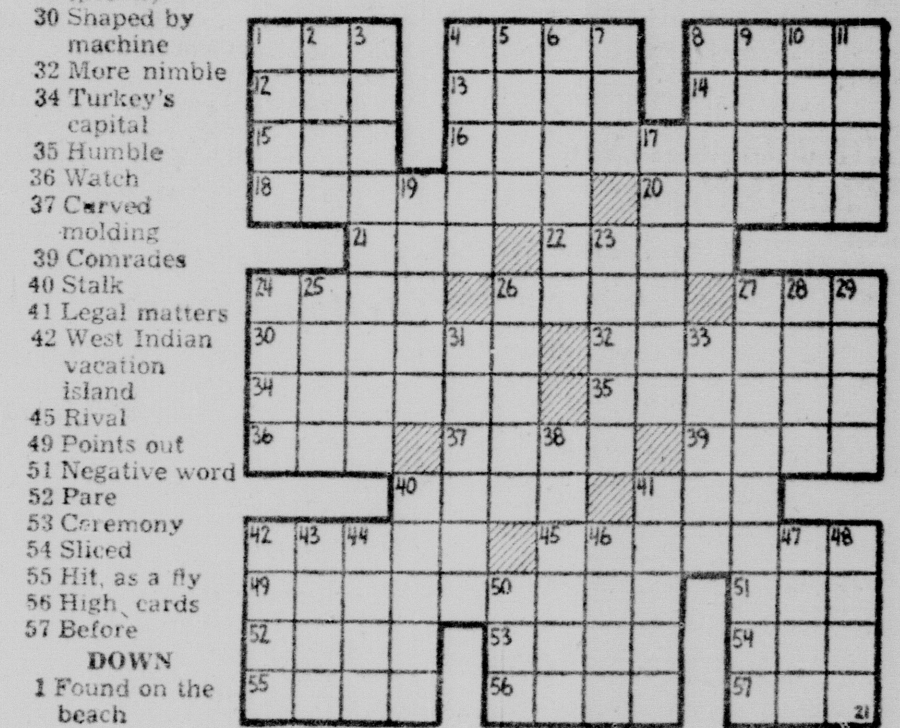 30 Shaped by
machine
32 More nimble
34 Turkey's
capital
35 Humble
36 Watch
37 Carved
molding
39 Comrades
40 Stalk
41 Legal matters
42 West Indian
vacation
island
45 Rival
49 Points out
51 Negative word
52 Pare
53 Ceremony
54 Sliced
55 Hit, as a fly
56 High cards
57 Before
DOWN
1 Found on the
beach
1 2 3 4 5 6 7 8 9 10 11
12 13 14
15 16 17
18 19 20
21 22 23
24 25 26 27 28 29
30 31 32 33
34 35
36 37 38 39
40 41
42 43 44 45 46 47 48
49 50 51
52 53 54
55 56 57
21